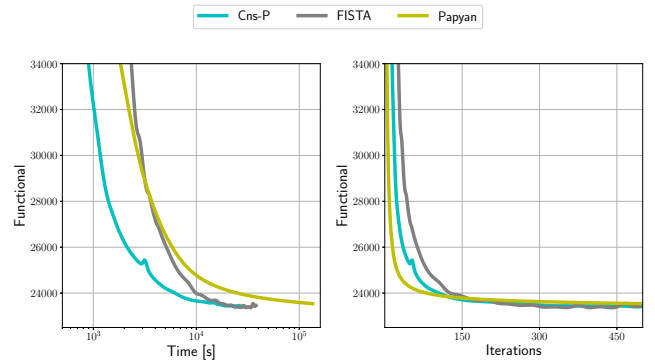 Cns-P FISTA Papyan
34000
32000
30000
28000
26000
24000
Functional
10³ 10⁴ 10⁵
Time [s]
34000
32000
30000
28000
26000
24000
Functional
150 300 450
Iterations